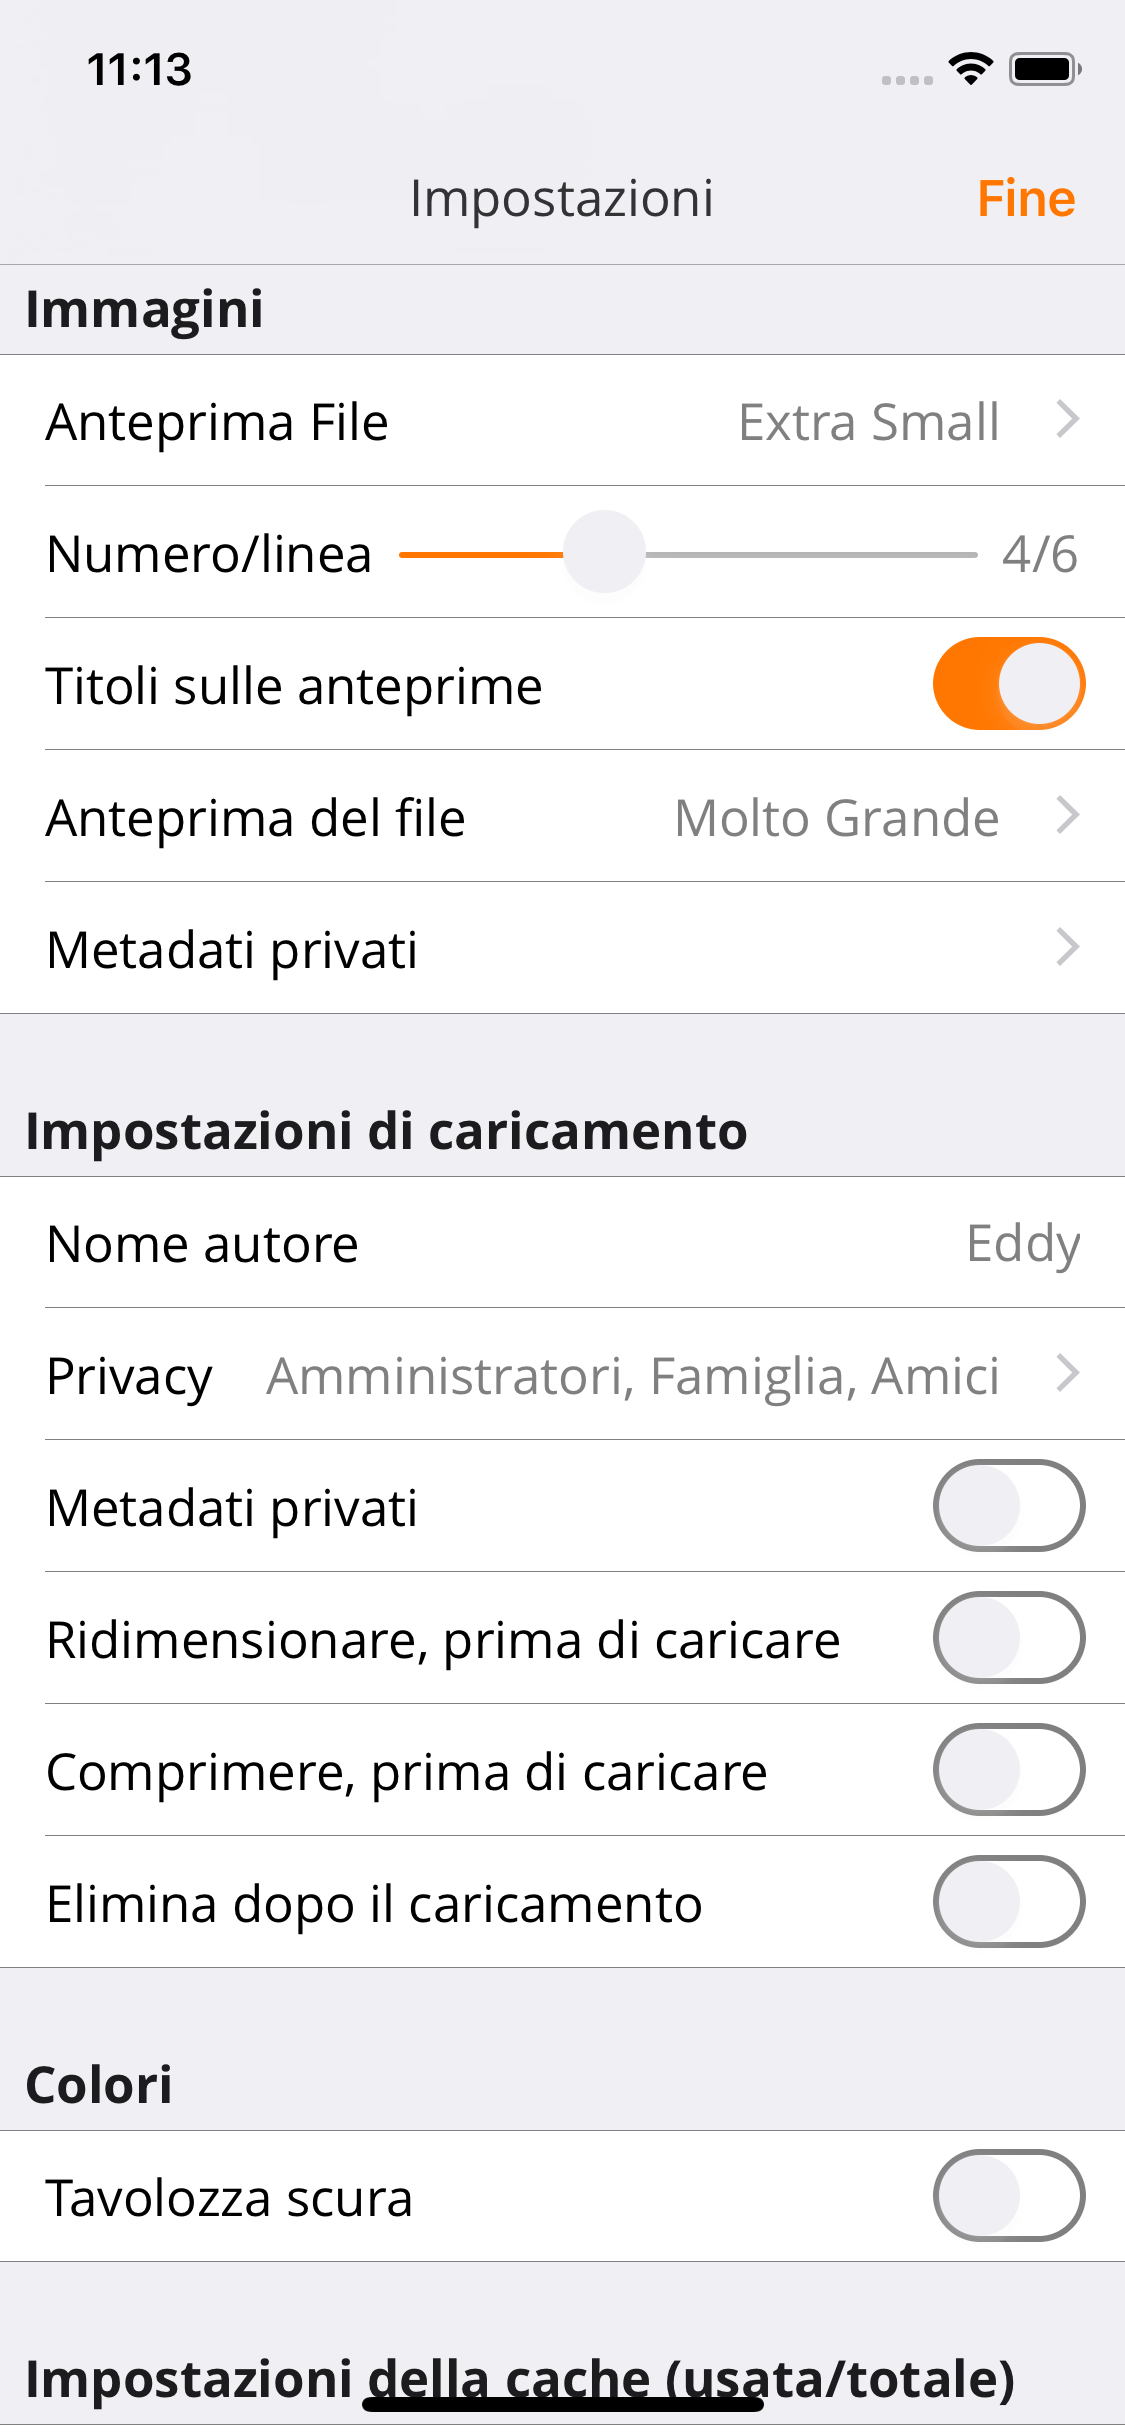 11:13
Impostazioni
Fine
Immagini
Anteprima File Extra Small
Numero/linea 4/6
Titoli sulle anteprime
Anteprima del file Molto Grande
Metadati privati
Impostazioni di caricamento
Nome autore Eddy
Privacy Amministratori, Famiglia, Amici
Metadati privati
Ridimensionare, prima di caricare
Comprimere, prima di caricare
Elimina dopo il caricamento
Colori
Tavolozza scura
Impostazioni della cache (usata/totale)